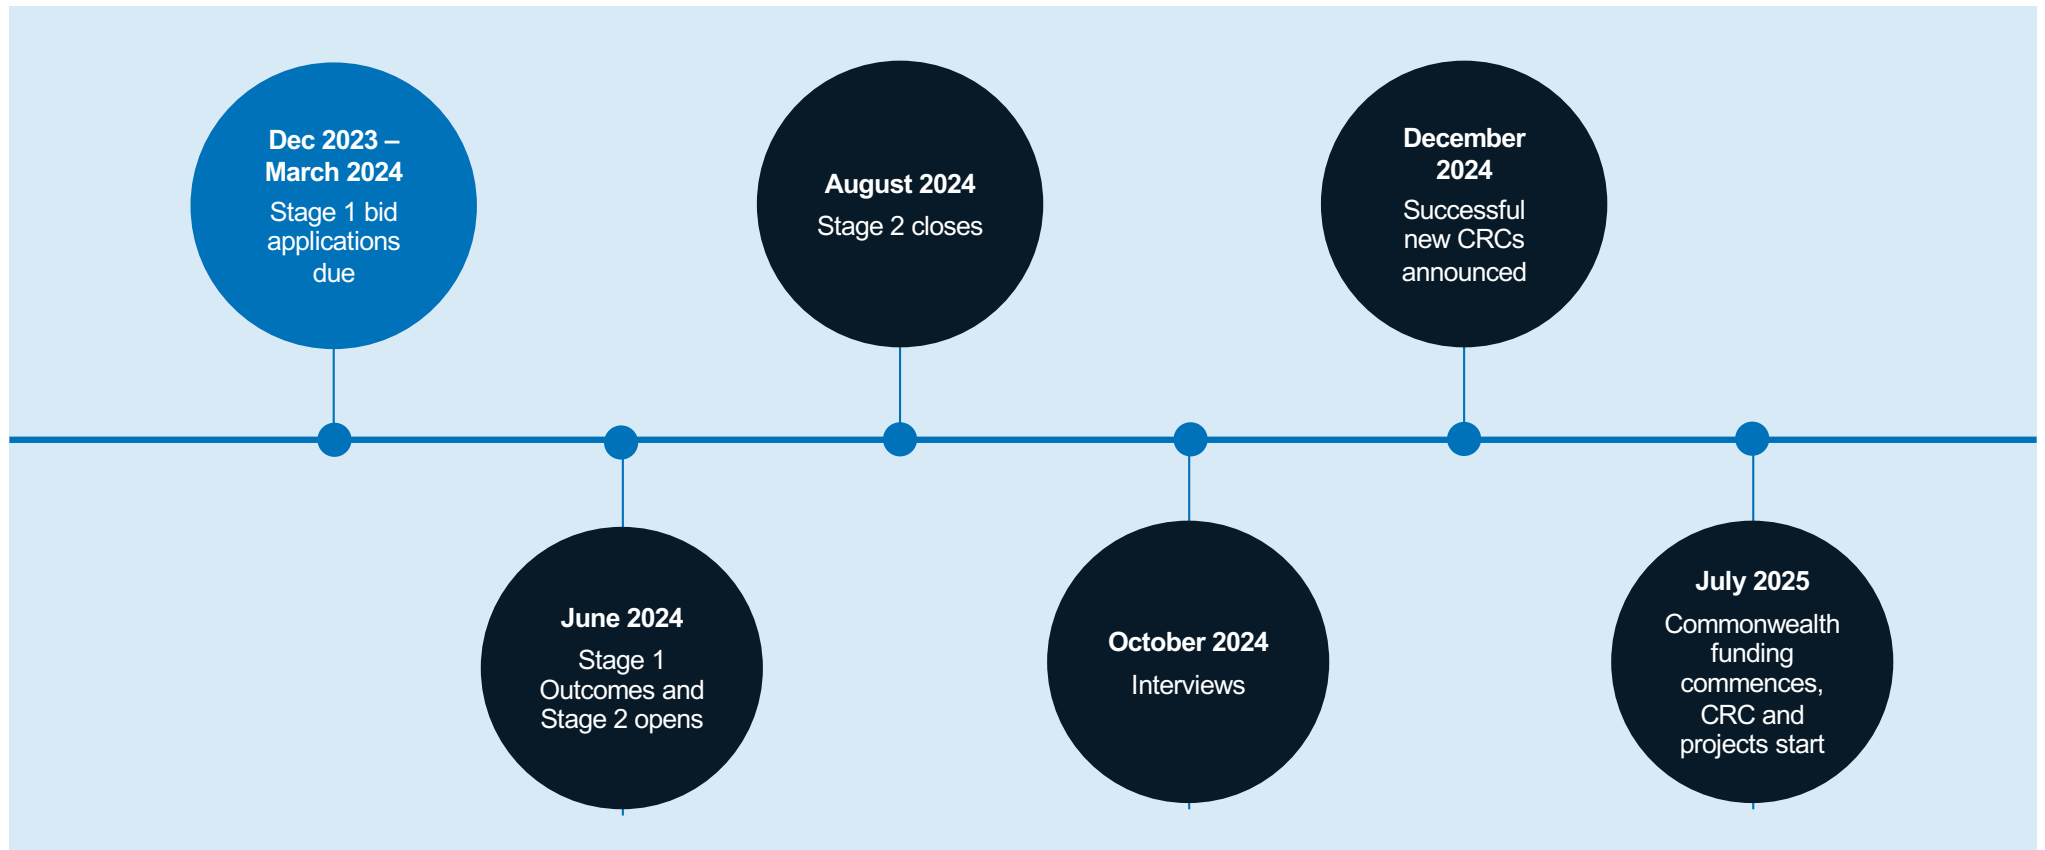 Dec 2023 –
March 2024
Stage 1 bid
applications
due
June 2024
Stage 1
Outcomes and
Stage 2 opens
August 2024
Stage 2 closes
October 2024
Interviews
December
2024
Successful
new CRCs
announced
July 2025
Commonwealth
funding
commences,
CRC and
projects start